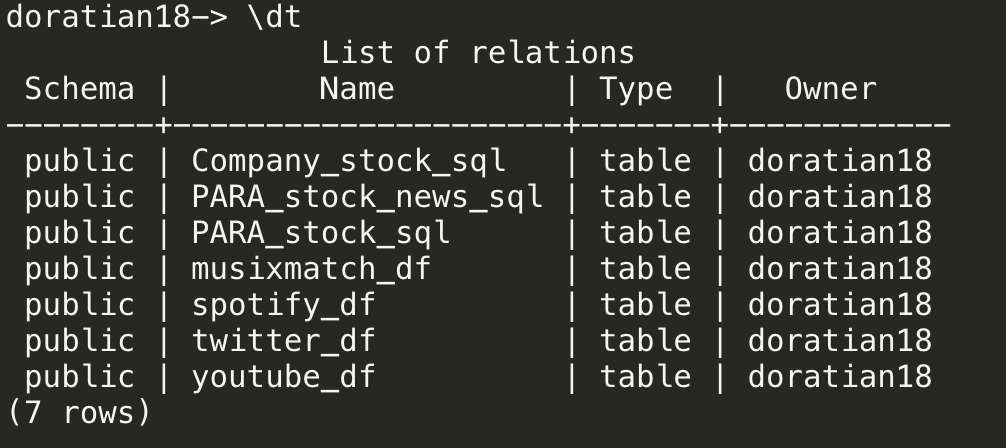 doratian18-> \dt
                 List of relations
 Schema |        Name         | Type  |   Owner
--------+---------------------+-------+------------
 public | Company_stock_sql   | table | doratian18
 public | PARA_stock_news_sql | table | doratian18
 public | PARA_stock_sql      | table | doratian18
 public | musixmatch_df       | table | doratian18
 public | spotify_df          | table | doratian18
 public | twitter_df          | table | doratian18
 public | youtube_df          | table | doratian18
(7 rows)